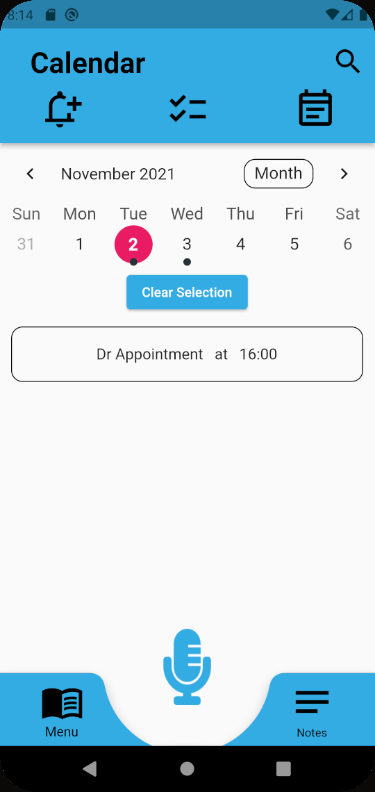 8:14
Calendar
November 2021 Month
Sun Mon Tue Wed Thu Fri Sat
31 1 2 3 4 5 6
Clear Selection
Dr Appointment at 16:00
Menu Notes